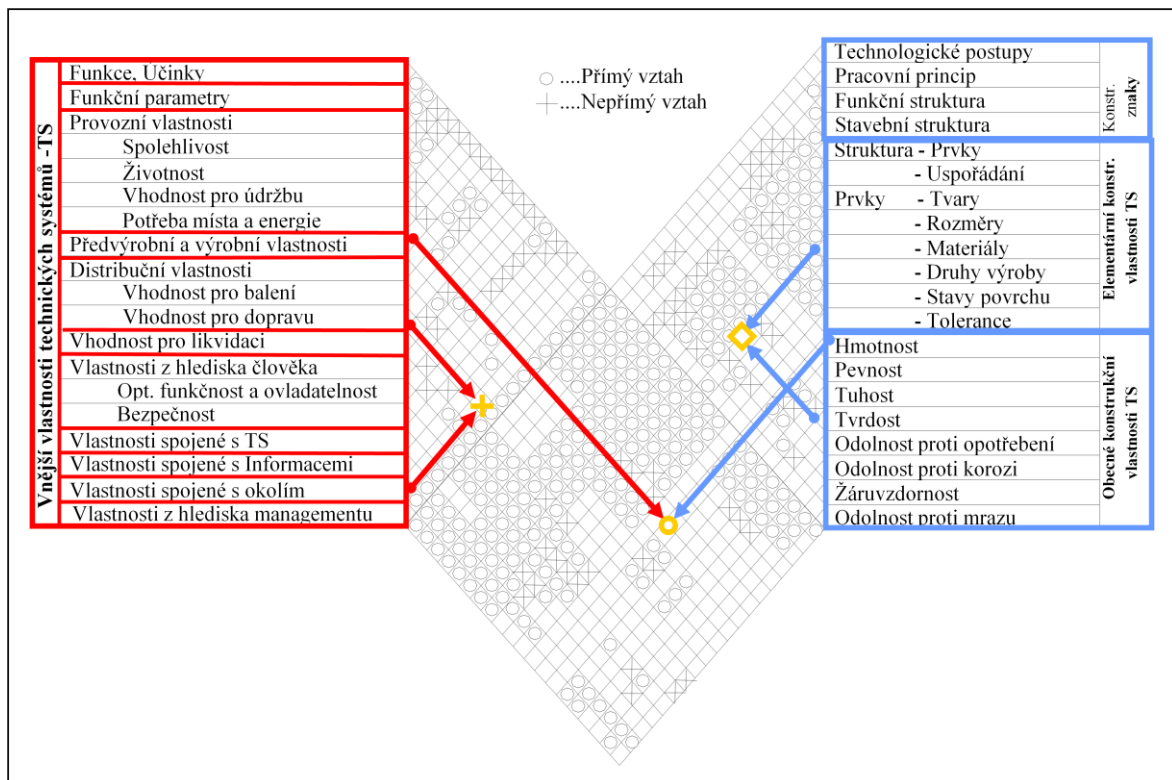 Vnější vlastnosti technických systémů -TS
Funkce, Účinky
Funkční parametry
Provozní vlastnosti
Spolehlivost
Životnost
Vhodnost pro údržbu
Potřeba místa a energie
Předvýrobní a výrobní vlastnosti
Distribuční vlastnosti
Vhodnost pro balení
Vhodnost pro dopravu
Vhodnost pro likvidaci
Vlastnosti z hlediska člověka
Opt. funkčnost a ovladatelnost
Bezpečnost
Vlastnosti spojené s TS
Vlastnosti spojené s Informacemi
Vlastnosti spojené s okolím
Vlastnosti z hlediska managementu
....Přímý vztah
....Nepřímý vztah
Technologické postupy
Pracovní princip
Funkční struktura
Stavební struktura
Konstr.
znaky
Struktura - Prvky
- Uspořádání
Prvky - Tvary
- Rozměry
- Materiály
- Druhy výroby
- Stavy povrchu
- Tolerance
Elementární konstr.
vlastnosti TS
Hmotnost
Pevnost
Tuhost
Tvrdost
Odolnost proti opotřebení
Odolnost proti korozi
Žáruvzdornost
Odolnost proti mrazu
Obecné konstrukční
vlastnosti TS